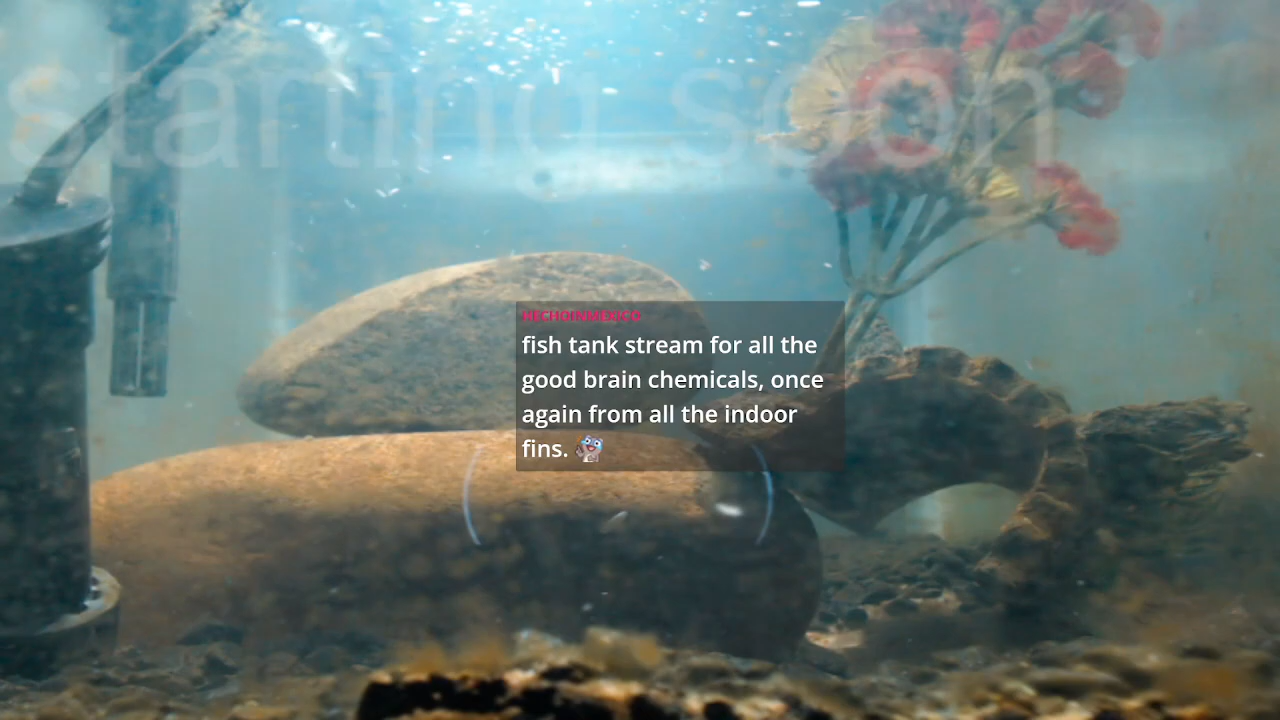 starting soon
HECHOINMEXICO
fish tank stream for all the
good brain chemicals, once
again from all the indoor
fins.